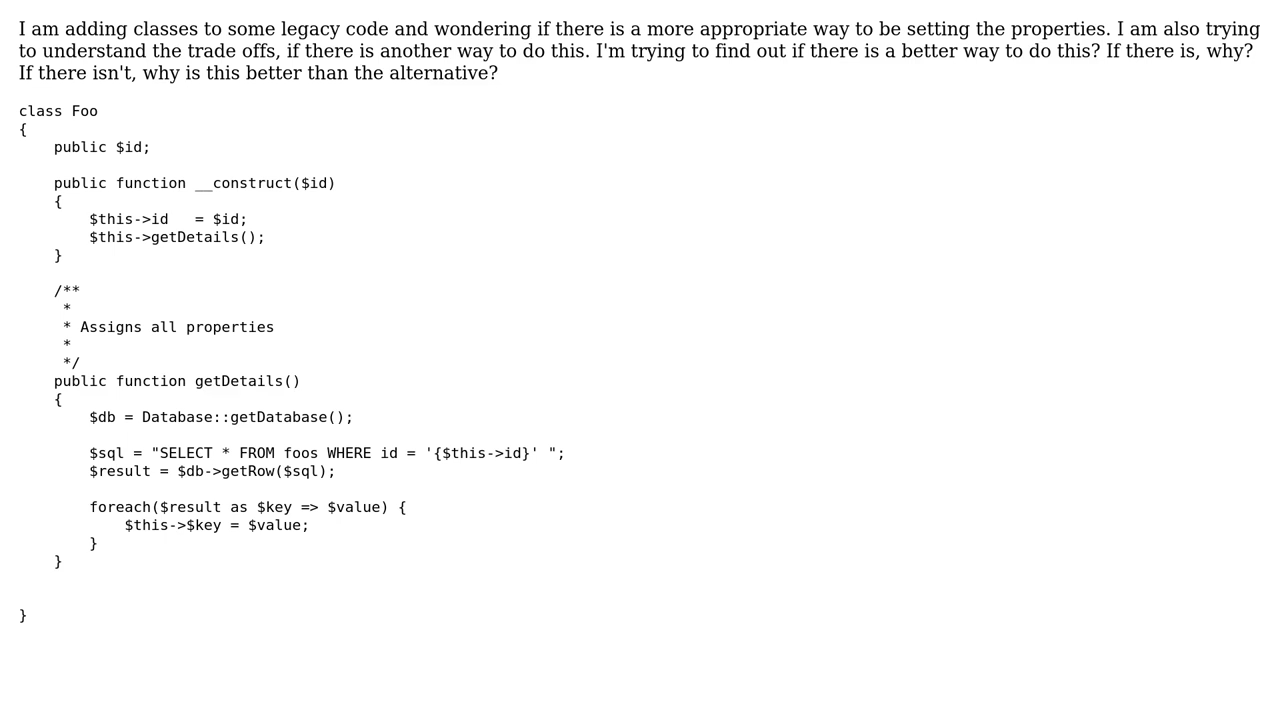 I am adding classes to some legacy code and wondering if there is a more appropriate way to be setting the properties. I am also trying
to understand the trade offs, if there is another way to do this. I'm trying to find out if there is a better way to do this? If there is, why?
If there isn't, why is this better than the alternative?
class Foo
{
    public $id;
    public function __construct($id)
    {
        $this->id   = $id;
        $this->getDetails();
    }
    /**
     *
     * Assigns all properties
     *
     */
    public function getDetails()
    {
        $db = Database::getDatabase();
        $sql = "SELECT * FROM foos WHERE id = '{$this->id}' ";
        $result = $db->getRow($sql);
        foreach($result as $key => $value) {
            $this->$key = $value;
        }
    }
}